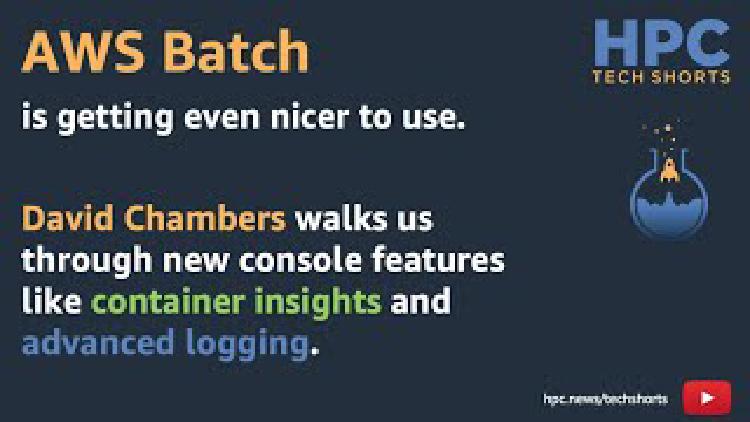 AWS Batch
is getting even nicer to use.
David Chambers walks us
through new console features
like container insights and
advanced logging.
HPC
TECH SHORTS
hpc.news/techshorts